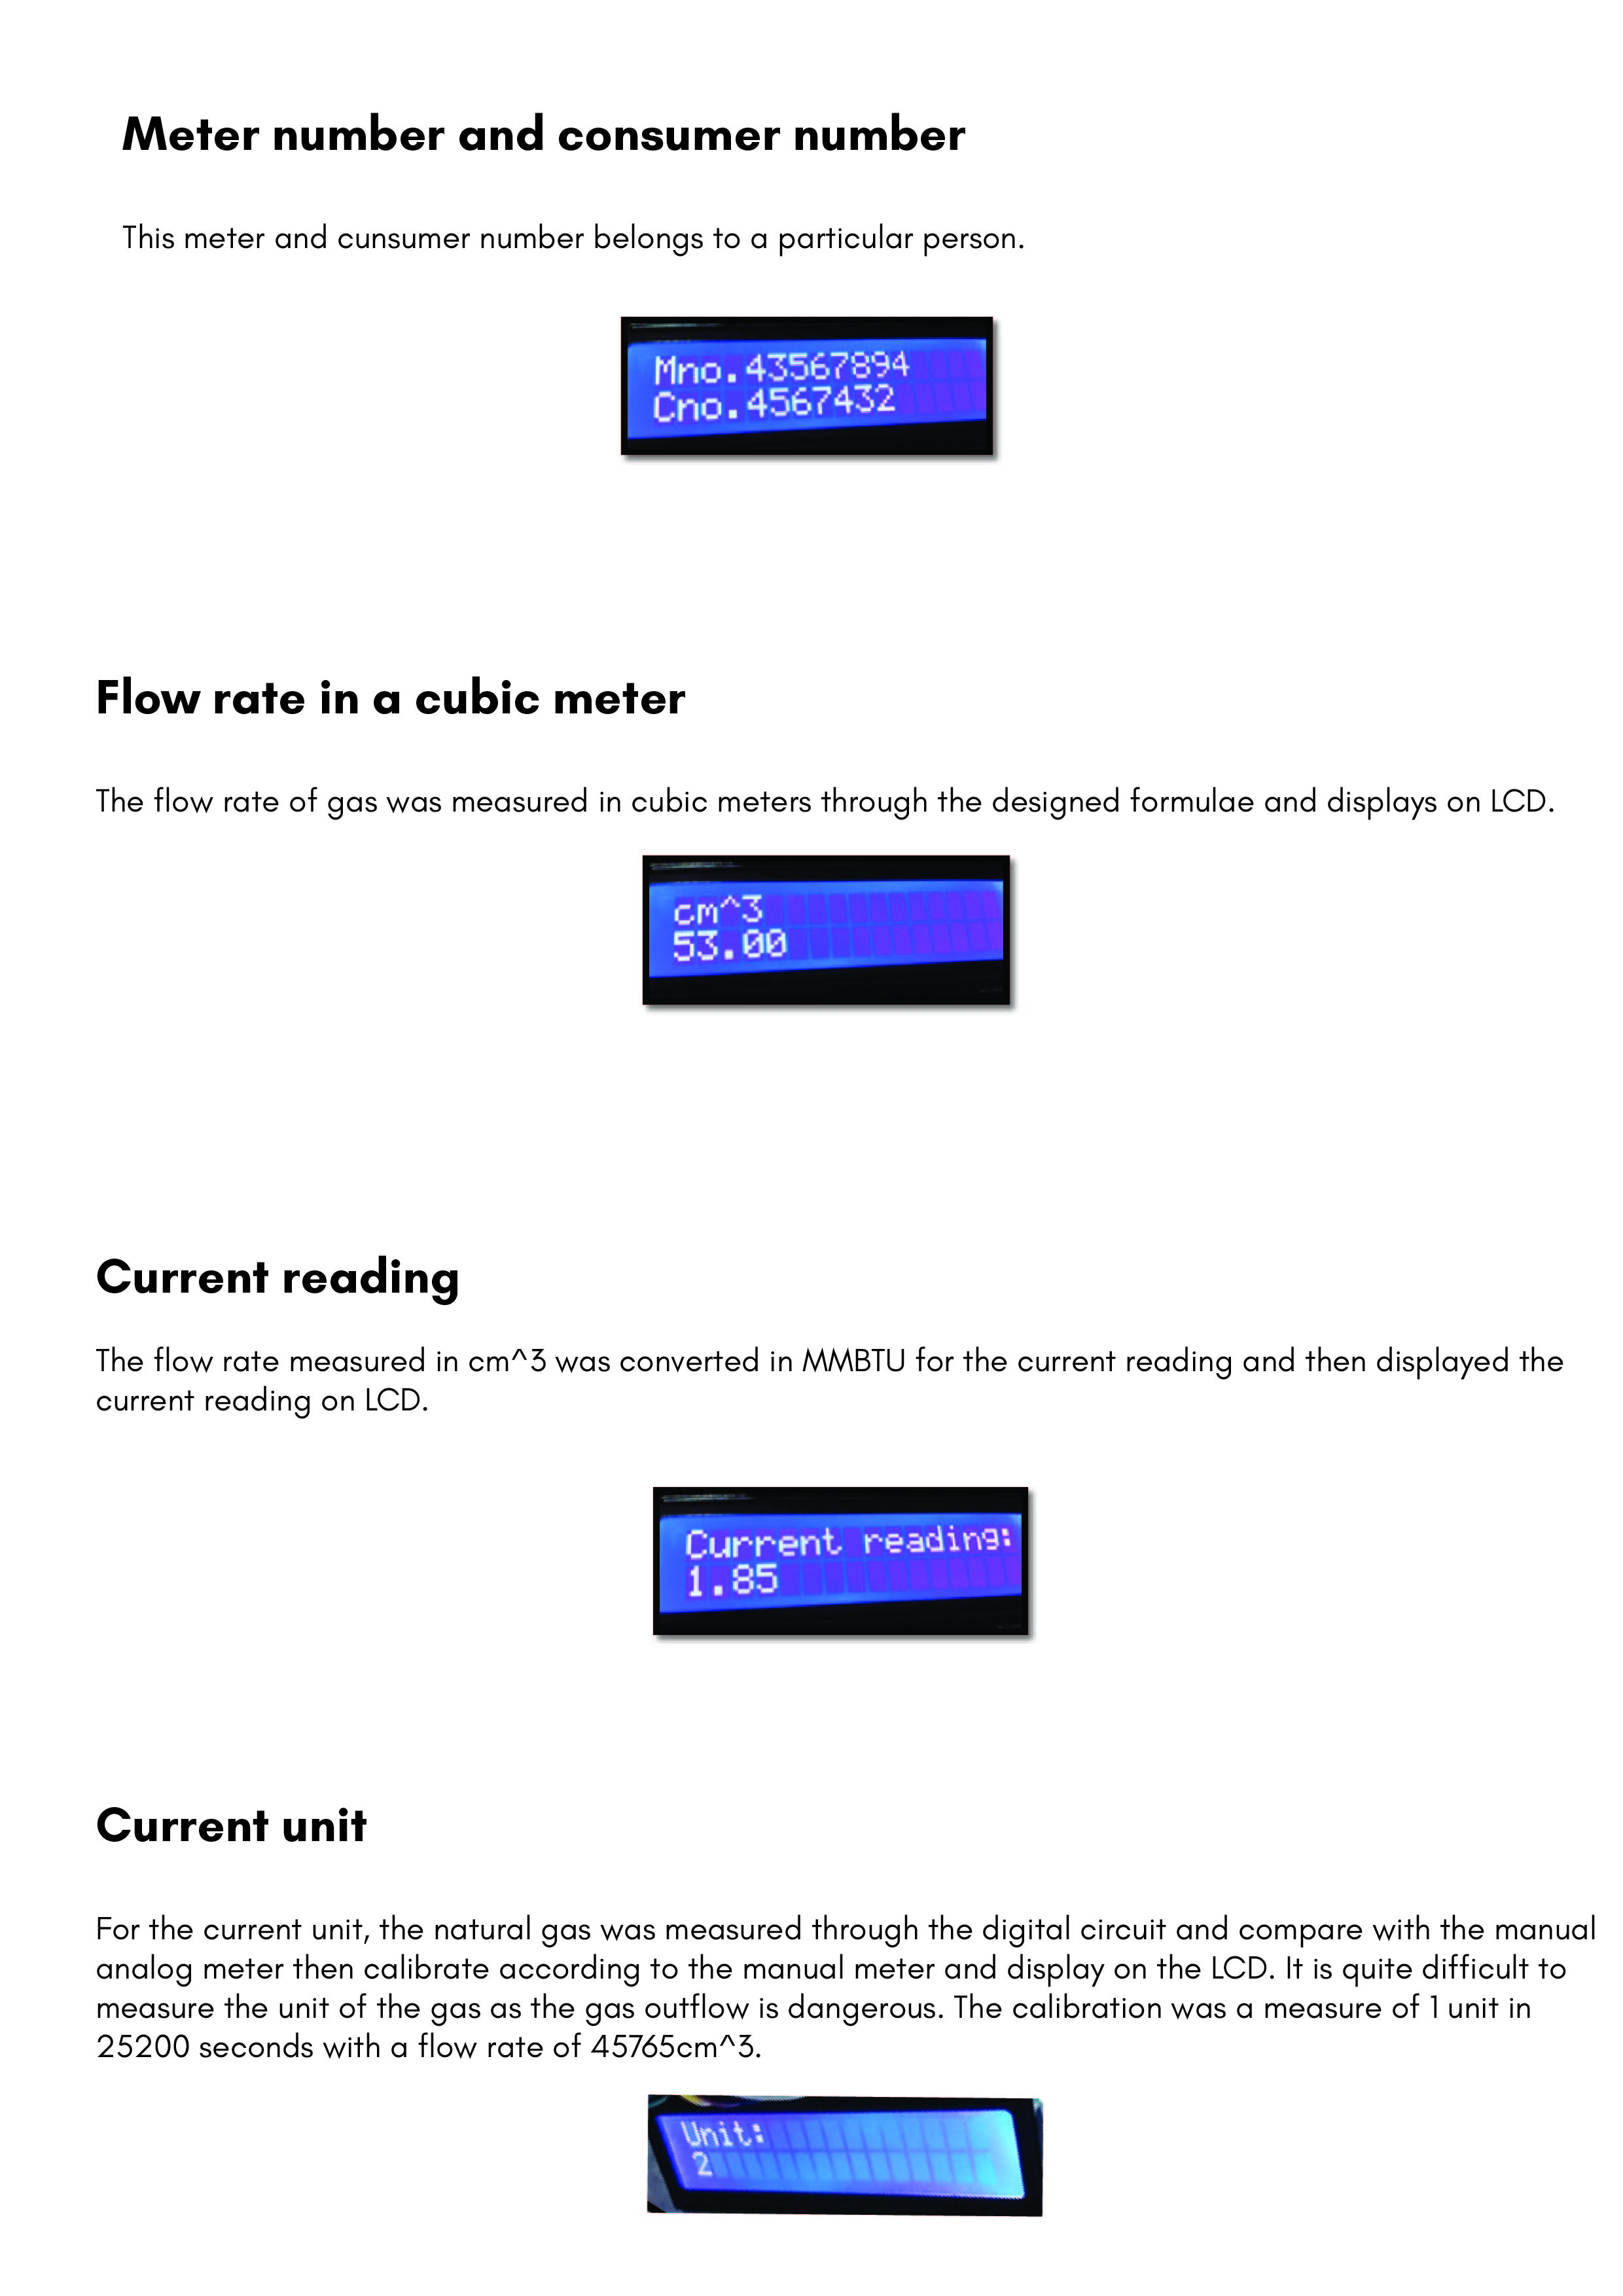 Meter number and consumer number
This meter and cunsumer number belongs to a particular person.
Mno.43567894
Cno.4567432
Flow rate in a cubic meter
The flow rate of gas was measured in cubic meters through the designed formulae and displays on LCD.
cm^3
53.00
Current reading
The flow rate measured in cm^3 was converted in MMBTU for the current reading and then displayed the
current reading on LCD.
Current reading:
1.85
Current unit
For the current unit, the natural gas was measured through the digital circuit and compare with the manual
analog meter then calibrate according to the manual meter and display on the LCD. It is quite difficult to
measure the unit of the gas as the gas outflow is dangerous. The calibration was a measure of 1 unit in
25200 seconds with a flow rate of 45765cm^3.
Unit:
2